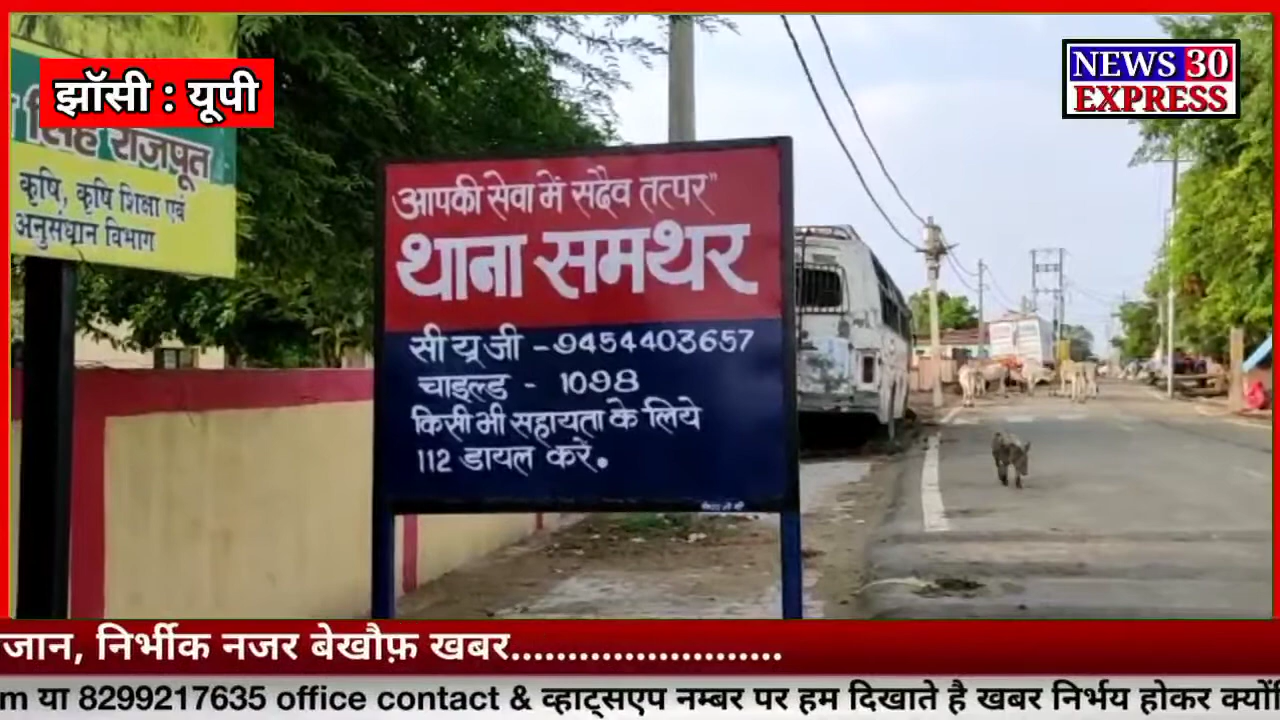 झॉसी : यूपी
NEWS 30
EXPRESS
सिंह राजपूत
कृषि, कृषि शिक्षा एवं
अनुसंधान विभाग
आपकी सेवा में सदैव तत्पर"
थाना समथर
सी यू जी -9454403657
चाइल्ड - 1098
किसी भी सहायता के लिये
112 डायल करें.
जान, निर्भीक नजर बेखौफ़ खबर........................
m या 8299217635 office contact & व्हाट्सएप नम्बर पर हम दिखाते है खबर निर्भय होकर